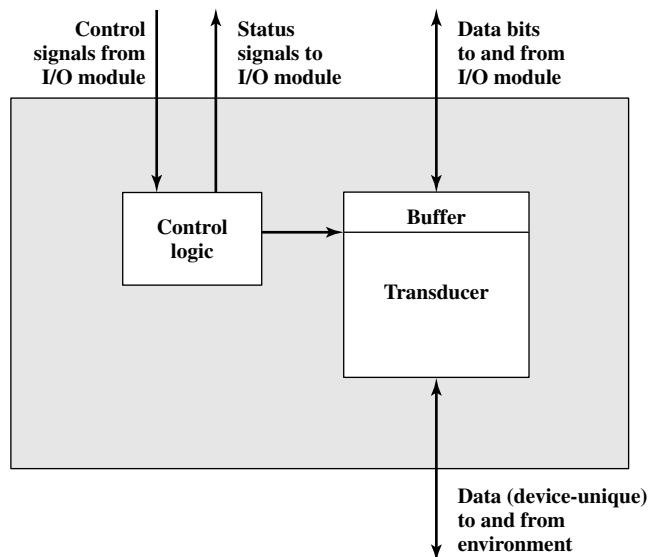 Control
signals from
I/O module
Status
signals to
I/O module
Data bits
to and from
I/O module
Control
logic
Buffer
Transducer
Data (device-unique)
to and from
environment